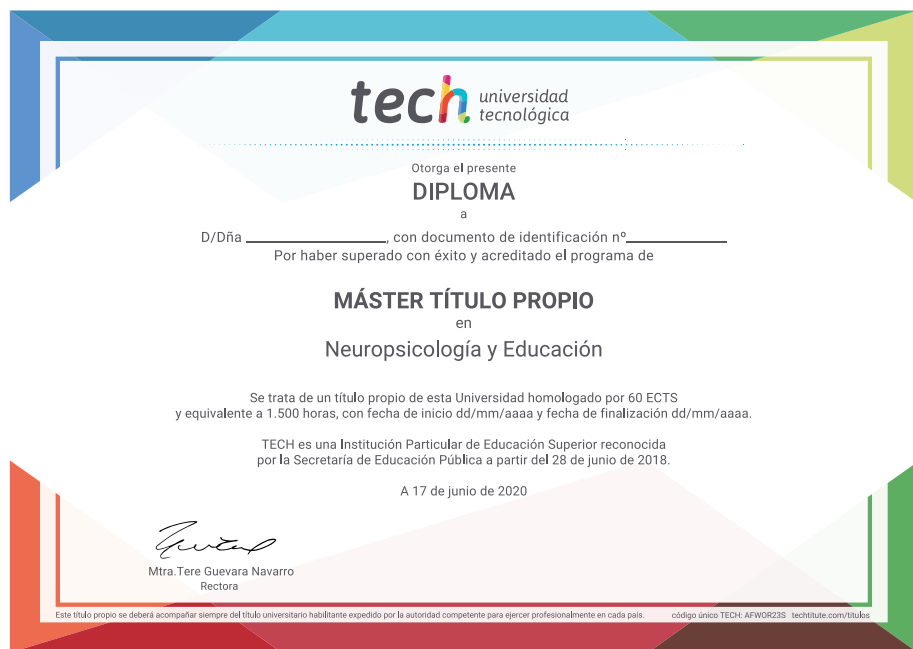 tech universidad
tecnológica
Otorga el presente
DIPLOMA
a
D/Dña ____________, con documento de identificación nº____________
Por haber superado con éxito y acreditado el programa de
MÁSTER TÍTULO PROPIO
en
Neuropsicología y Educación
Se trata de un título propio de esta Universidad homologado por 60 ECTS
y equivalente a 1.500 horas, con fecha de inicio dd/mm/aaaa y fecha de finalización dd/mm/aaaa.
TECH es una Institución Particular de Educación Superior reconocida
por la Secretaría de Educación Pública a partir del 28 de junio de 2018.
A 17 de junio de 2020
Mtra.Tere Guevara Navarro
Rectora
Este título propio se deberá acompañar siempre del título universitario habilitante expedido por la autoridad competente para ejercer profesionalmente en cada país. código único TECH: AFWOR23S techtitute.com/titulos